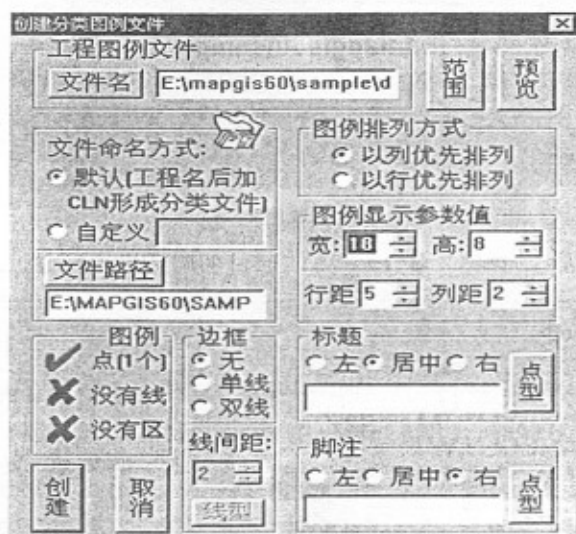 创建分类图例文件
工程图例文件
文件名 E:\mapgis60\sample\d
范围
预览
文件命名方式:
默认(工程名后加
CLN形成分类文件)
自定义
文件路径
E:\MAPGIS60\SAMP
图例排列方式
以列优先排列
以行优先排列
图例显示参数值
宽: 18 高: 8
行距 5 列距 2
图例
点(1个)
没有线
没有区
边框
无
单线
双线
线间距:
2
线型
标题
左 居中 右
点型
脚注
左 居中 右
点型
创建
取消